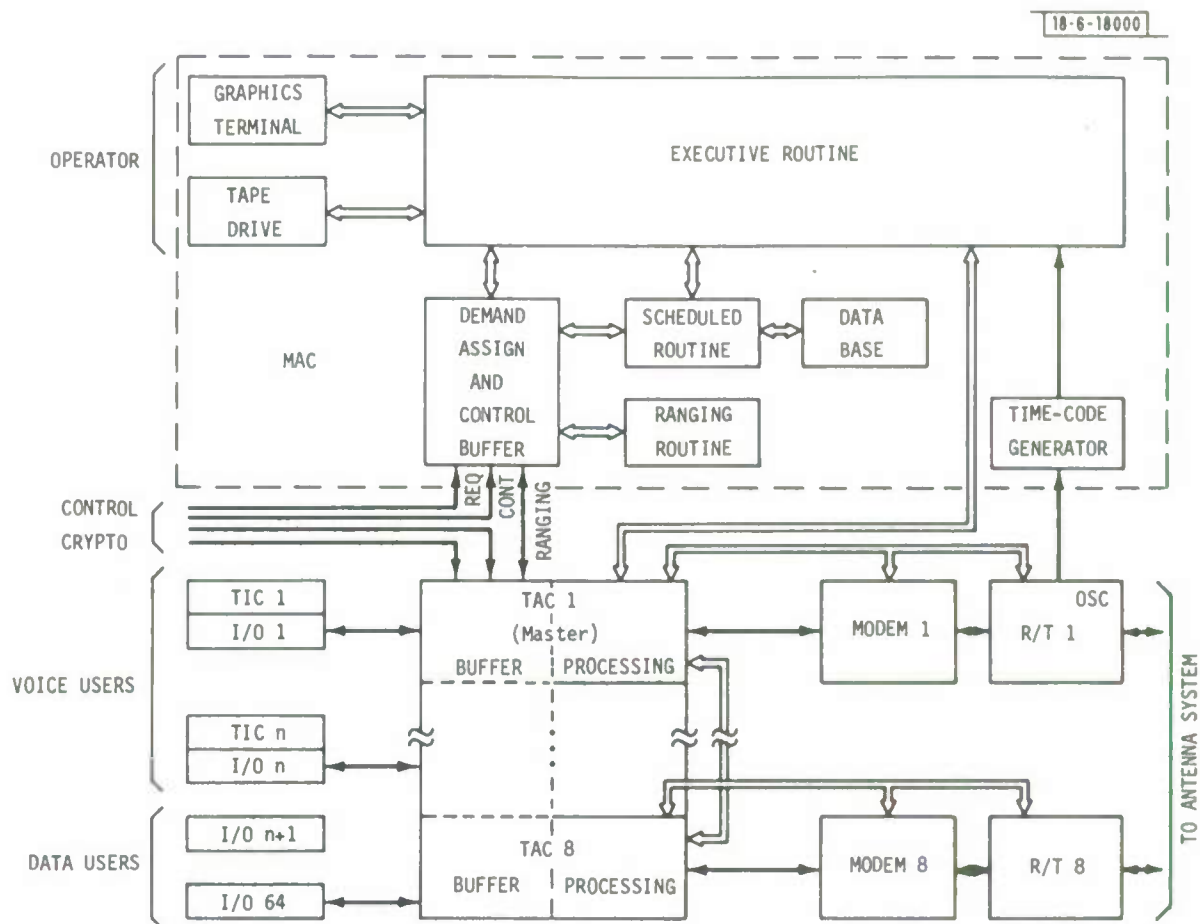 18-6-18000
GRAPHICS
TERMINAL
EXECUTIVE ROUTINE
OPERATOR
TAPE
DRIVE
DEMAND
ASSIGN
AND
CONTROL
BUFFER
SCHEDULED
ROUTINE
DATA
BASE
MAC
RANGING
ROUTINE
TIME-CODE
GENERATOR
REQ
CONT
RANGING
CONTROL
CRYPTO
TIC 1
I/O 1
TAC 1
(Master)
BUFFER
PROCESSING
MODEM 1
OSC
R/T 1
VOICE USERS
TIC n
I/O n
TO ANTENNA SYSTEM
DATA USERS
I/O n+1
I/O 64
TAC 8
BUFFER
PROCESSING
MODEM 8
R/T 8